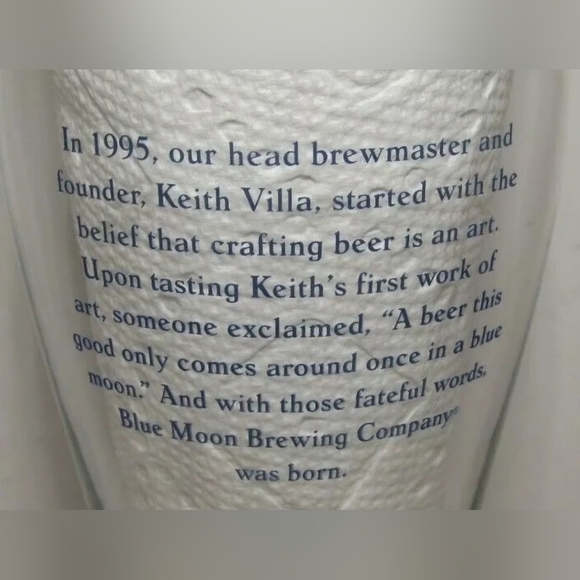 In 1995, our head brewmaster and
founder, Keith Villa, started with the
belief that crafting beer is an art.
Upon tasting Keith's first work of
art, someone exclaimed, “A beer this
good only comes around once in a blue
moon.” And with those fateful words,
Blue Moon Brewing Company®
was born.